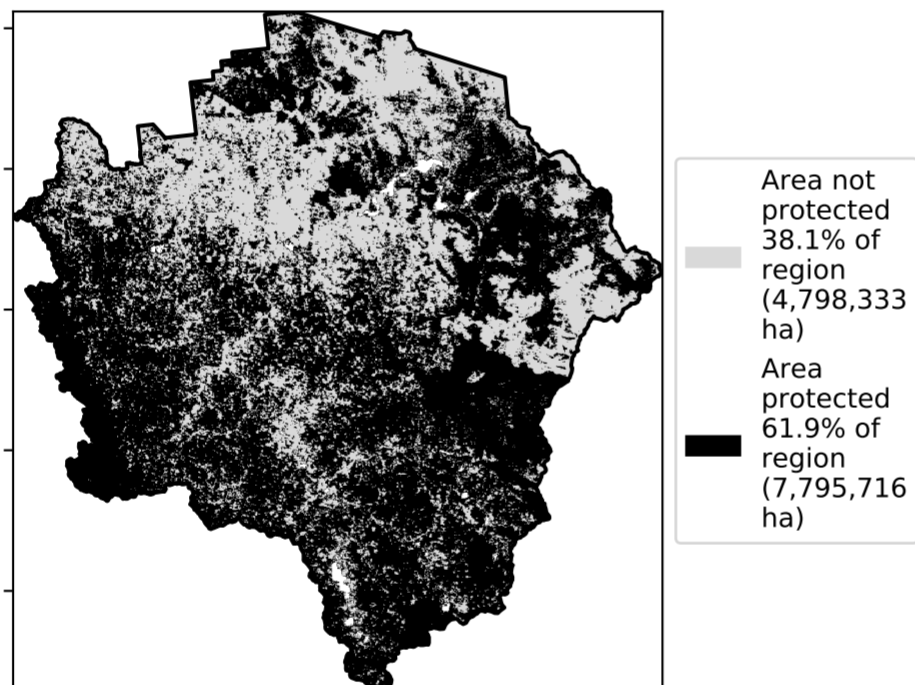 Area not
protected
38.1% of
region
(4,798,333
ha)
Area
protected
61.9% of
region
(7,795,716
ha)